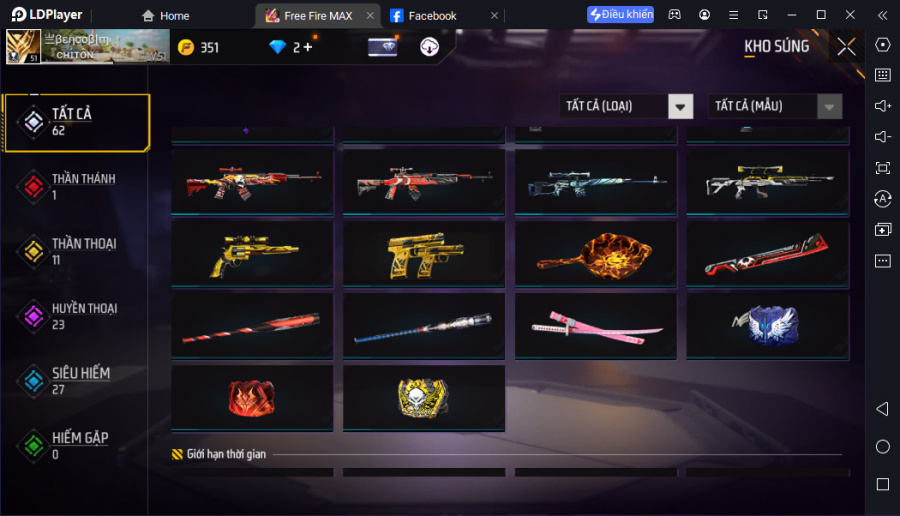 LDPlayer
Home
Free Fire MAX
Facebook
Điều khiển
51
CHITON
351
2 +
KHO SÚNG
TẤT CẢ
62
TẤT CẢ (LOẠI)
TẤT CẢ (MẪU)
THẦN THÁNH
1
THẦN THOẠI
11
HUYỀN THOẠI
23
SIÊU HIẾM
27
HIẾM GẶP
0
Giới hạn thời gian